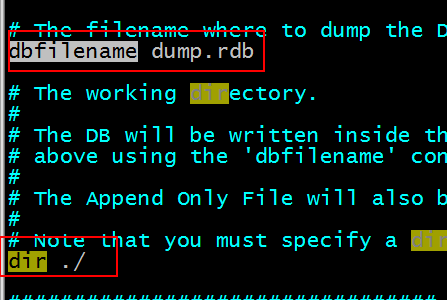 # The filename where to dump the D
dbfilename dump.rdb
# The working directory.
#
# The DB will be written inside th
# above using the 'dbfilename' con
#
# The Append Only File will also b
#
# Note that you must specify a dir
dir ./